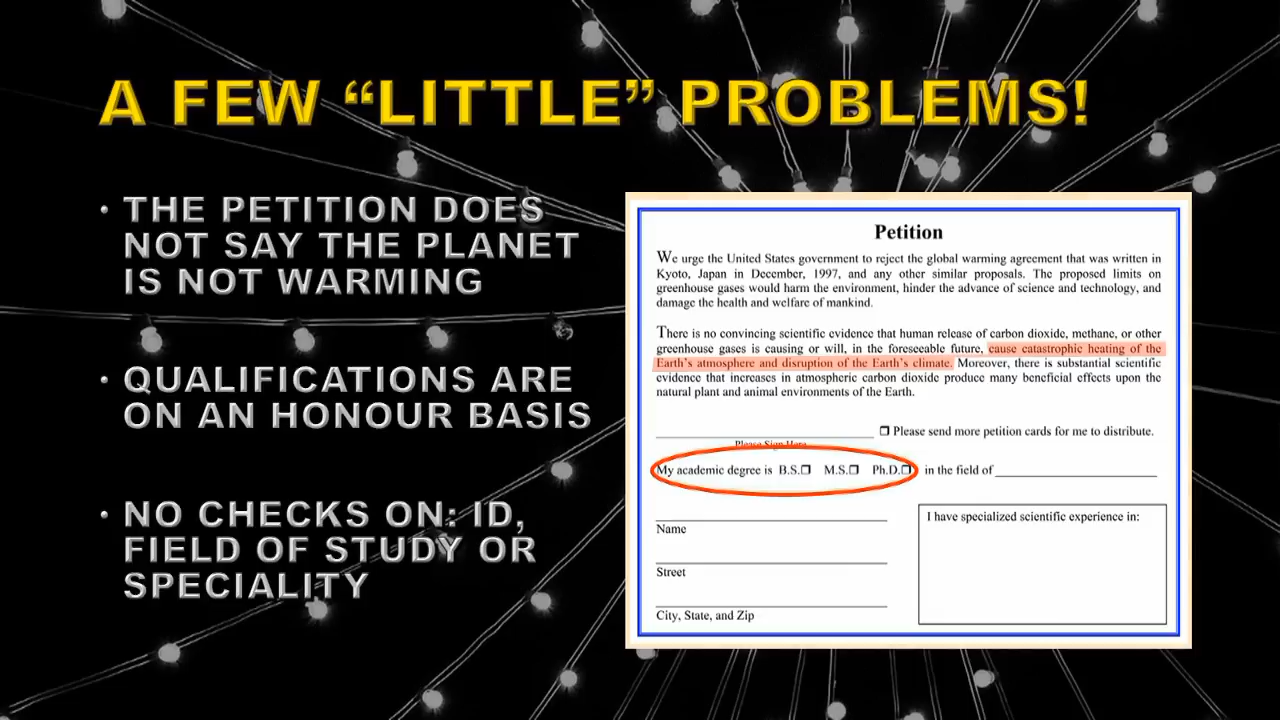 A FEW “LITTLE” PROBLEMS!
• THE PETITION DOES
NOT SAY THE PLANET
IS NOT WARMING
• QUALIFICATIONS ARE
ON AN HONOUR BASIS
• NO CHECKS ON: ID,
FIELD OF STUDY OR
SPECIALITY
Petition
We urge the United States government to reject the global warming agreement that was written in
Kyoto, Japan in December, 1997, and any other similar proposals. The proposed limits on
greenhouse gases would harm the environment, hinder the advance of science and technology, and
damage the health and welfare of mankind.
There is no convincing scientific evidence that human release of carbon dioxide, methane, or other
greenhouse gases is causing or will, in the foreseeable future, cause catastrophic heating of the
Earth's atmosphere and disruption of the Earth's climate. Moreover, there is substantial scientific
evidence that increases in atmospheric carbon dioxide produce many beneficial effects upon the
natural plant and animal environments of the Earth.
Please send more petition cards for me to distribute.
Please Sign Here
My academic degree is B.S. M.S. Ph.D. in the field of
I have specialized scientific experience in:
Name
Street
City, State, and Zip